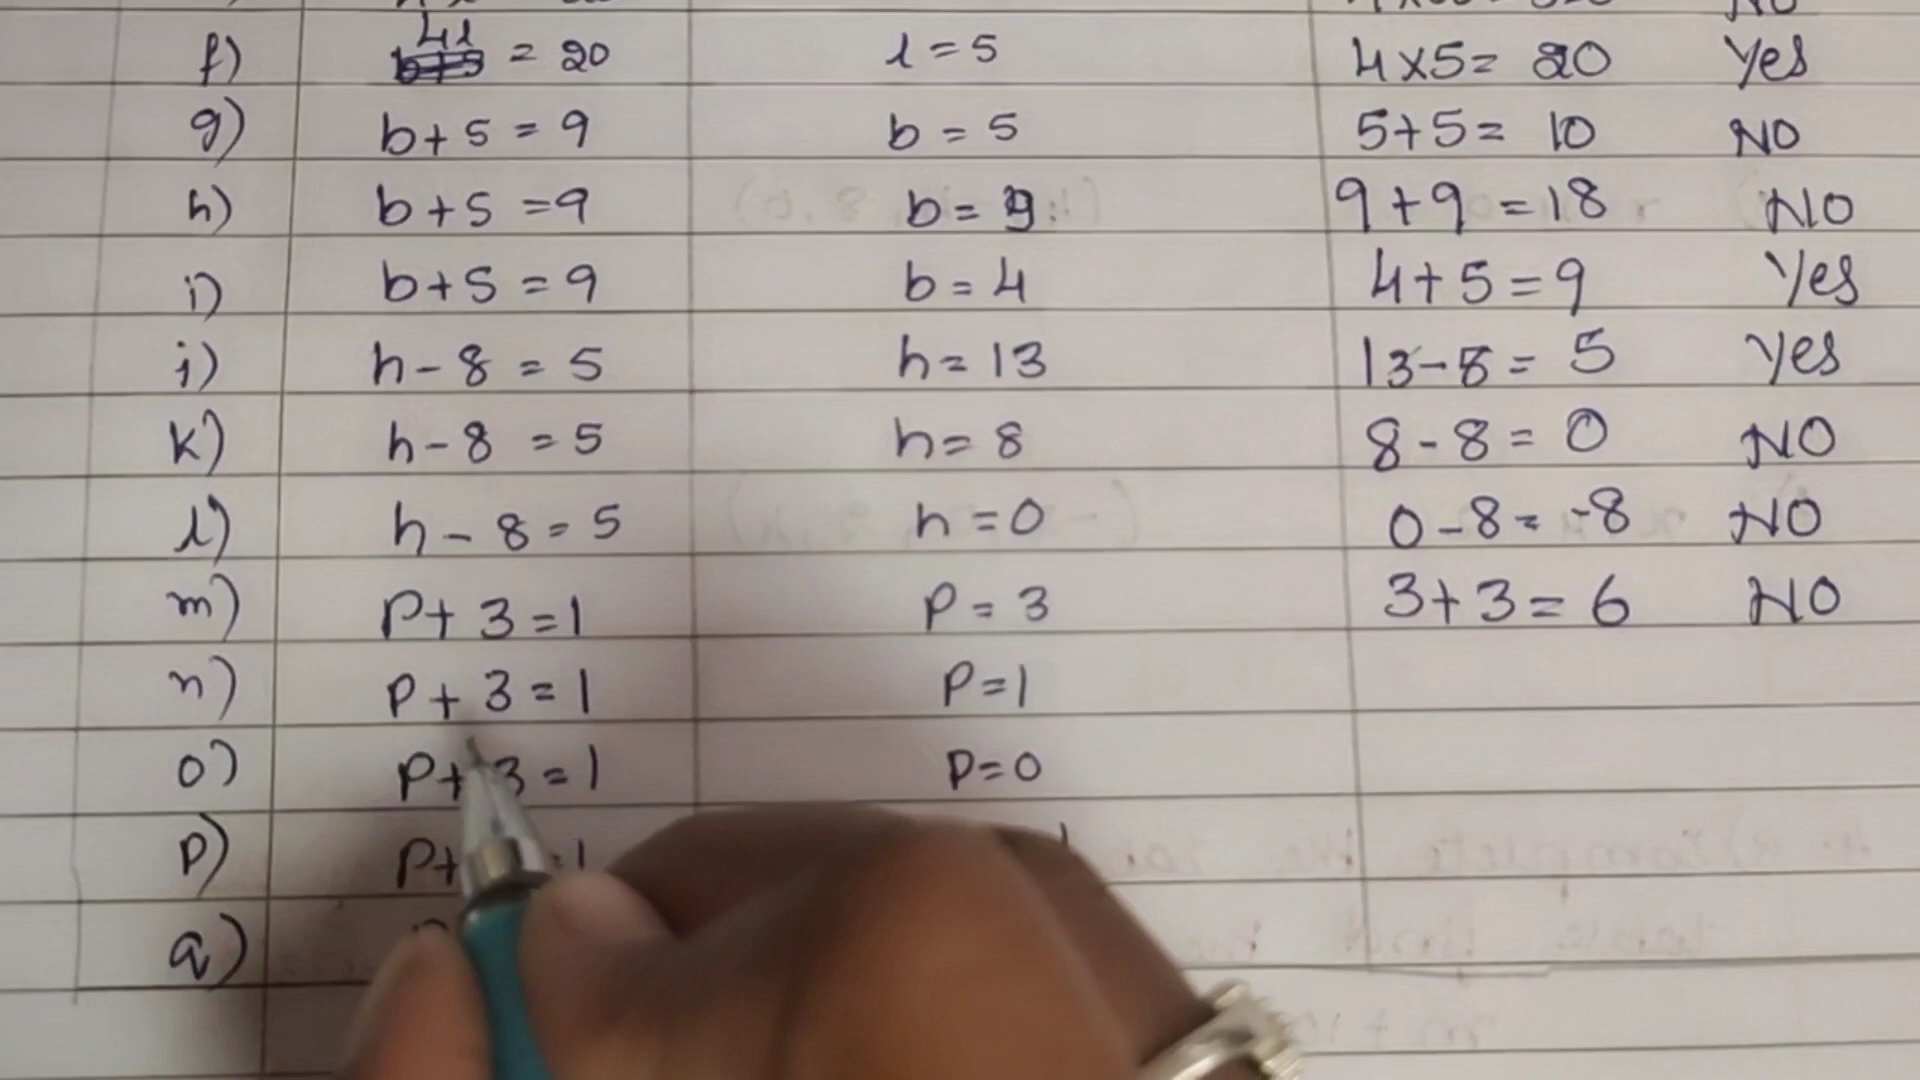 f) 4l = 20 l = 5 4×5 = 20 Yes
g) b+5 = 9 b = 5 5+5 = 10 NO
h) b+5 = 9 b = 9 9+9 = 18 NO
i) b+5 = 9 b = 4 4+5 = 9 Yes
j) h-8 = 5 h = 13 13-8 = 5 Yes
k) h-8 = 5 h = 8 8-8 = 0 NO
l) h-8 = 5 h = 0 0-8 = -8 NO
m) P+3 = 1 P = 3 3+3 = 6 NO
n) P+3 = 1 P = 1
o) P+3 = 1 P = 0
p) P+ =1
q)